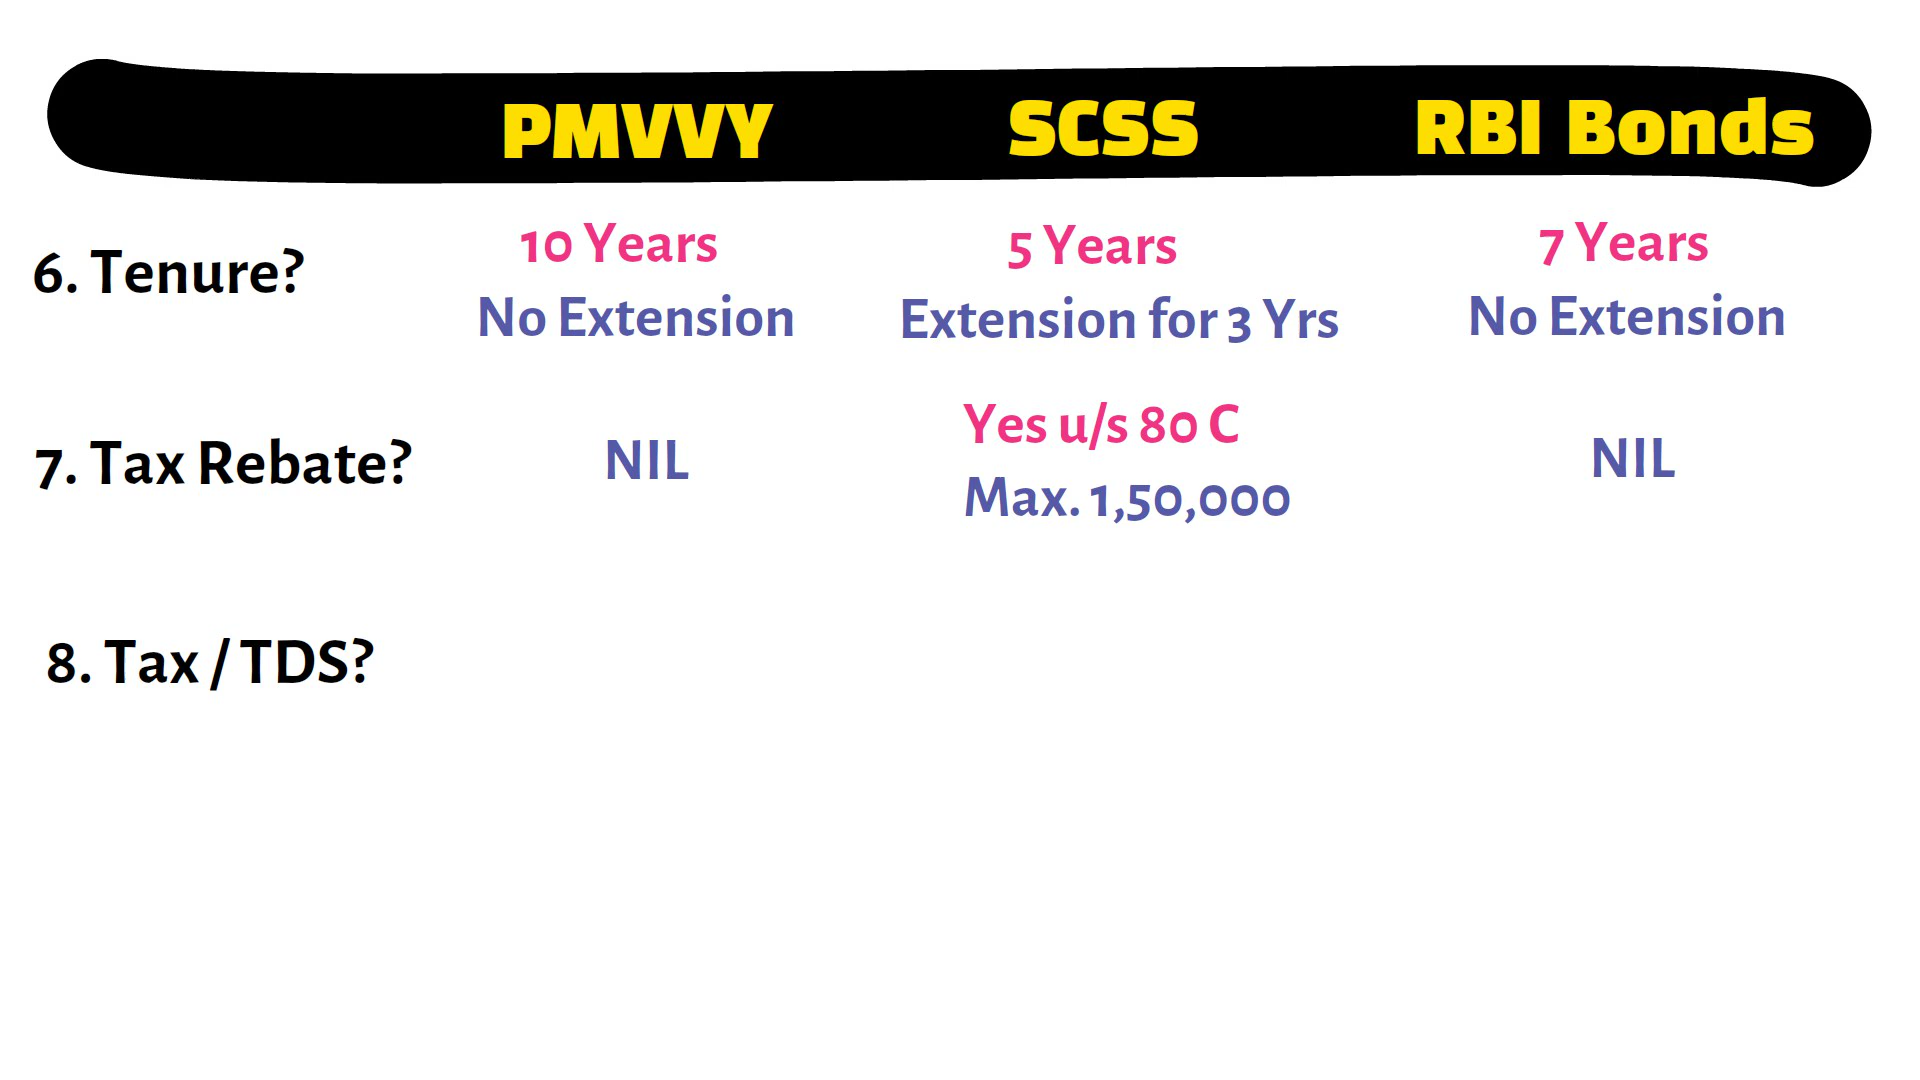 PMVVY SCSS RBI Bonds
6. Tenure? 10 Years 5 Years 7 Years
No Extension Extension for 3 Yrs No Extension
7. Tax Rebate? NIL Yes u/s 80 C NIL
Max. 1,50,000
8. Tax / TDS?